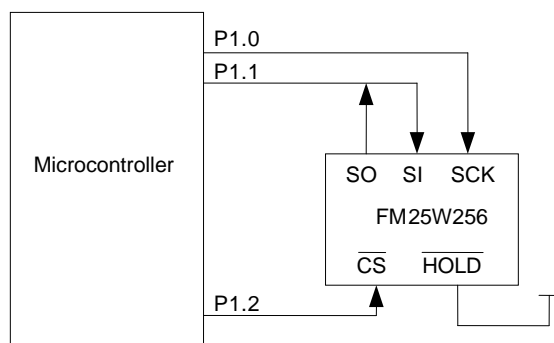 P1.0
P1.1
Microcontroller
SO SI SCK
FM25W256
CS HOLD
P1.2